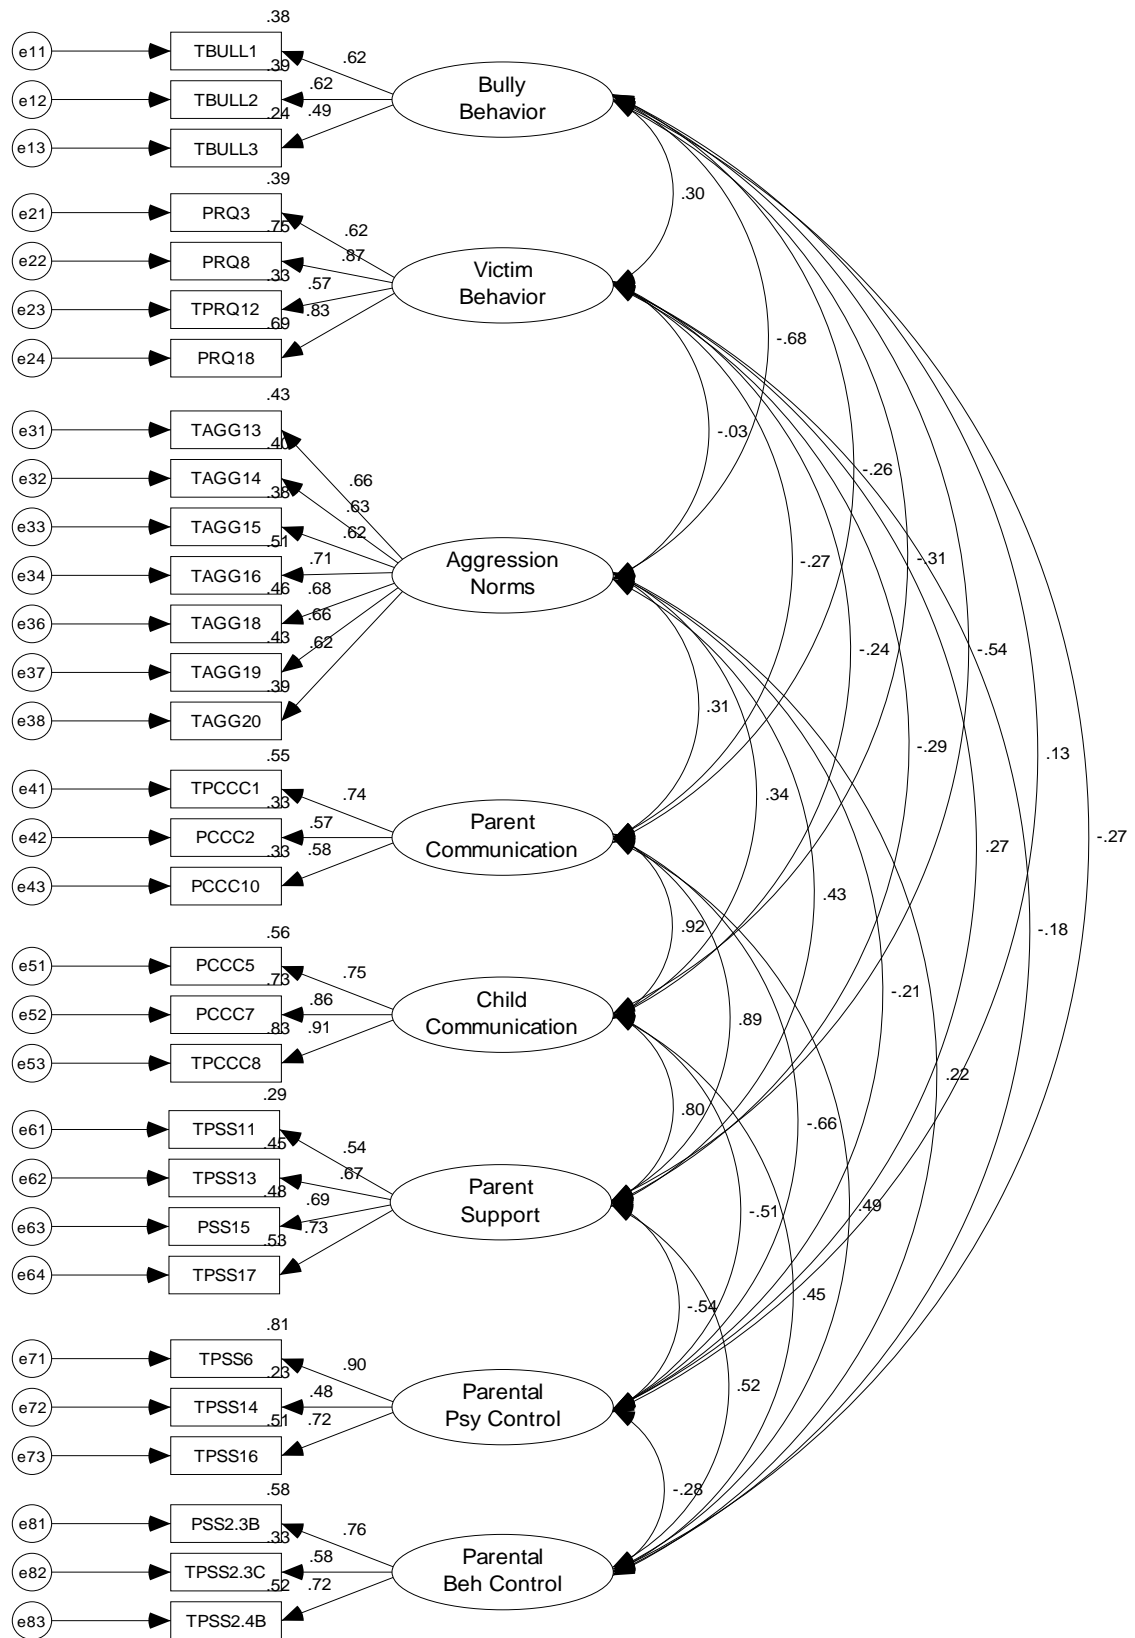 .38
e11
TBULL1
.62
.39
e12
TBULL2
.62
.24
.49
e13
TBULL3
Bully
Behavior
.39
e21
PRQ3
.62
.75
e22
PRQ8
.87
.33
.57
e23
TPRQ12
.83
.69
e24
PRQ18
Victim
Behavior
.30
-.68
.43
e31
TAGG13
.40
.66
e32
TAGG14
.38
.63
e33
TAGG15
.62
.51
e34
TAGG16
.71
.46
.68
e36
TAGG18
.66
.43
.62
e37
TAGG19
.39
e38
TAGG20
Aggression
Norms
-.03
-.26
-.27
-.31
-.24
-.54
.31
-.29
.13
.55
e41
TPCCC1
.74
.33
e42
PCCC2
.57
.33
.58
e43
PCCC10
Parent
Communication
.34
-.27
.27
.43
.92
-.18
.56
e51
PCCC5
.75
.73
e52
PCCC7
.86
.83
.91
e53
TPCCC8
Child
Communication
-.21
.89
.22
.29
e61
TPSS11
.54
.45
e62
TPSS13
.67
.48
.69
e63
PSS15
.73
.53
e64
TPSS17
Parent
Support
.80
-.66
-.51
.49
-.54
.45
.81
e71
TPSS6
.90
.23
e72
TPSS14
.48
.51
.72
e73
TPSS16
Parental
Psy Control
.52
-.28
.58
e81
PSS2.3B
.76
.33
e82
TPSS2.3C
.58
.52
.72
e83
TPSS2.4B
Parental
Beh Control